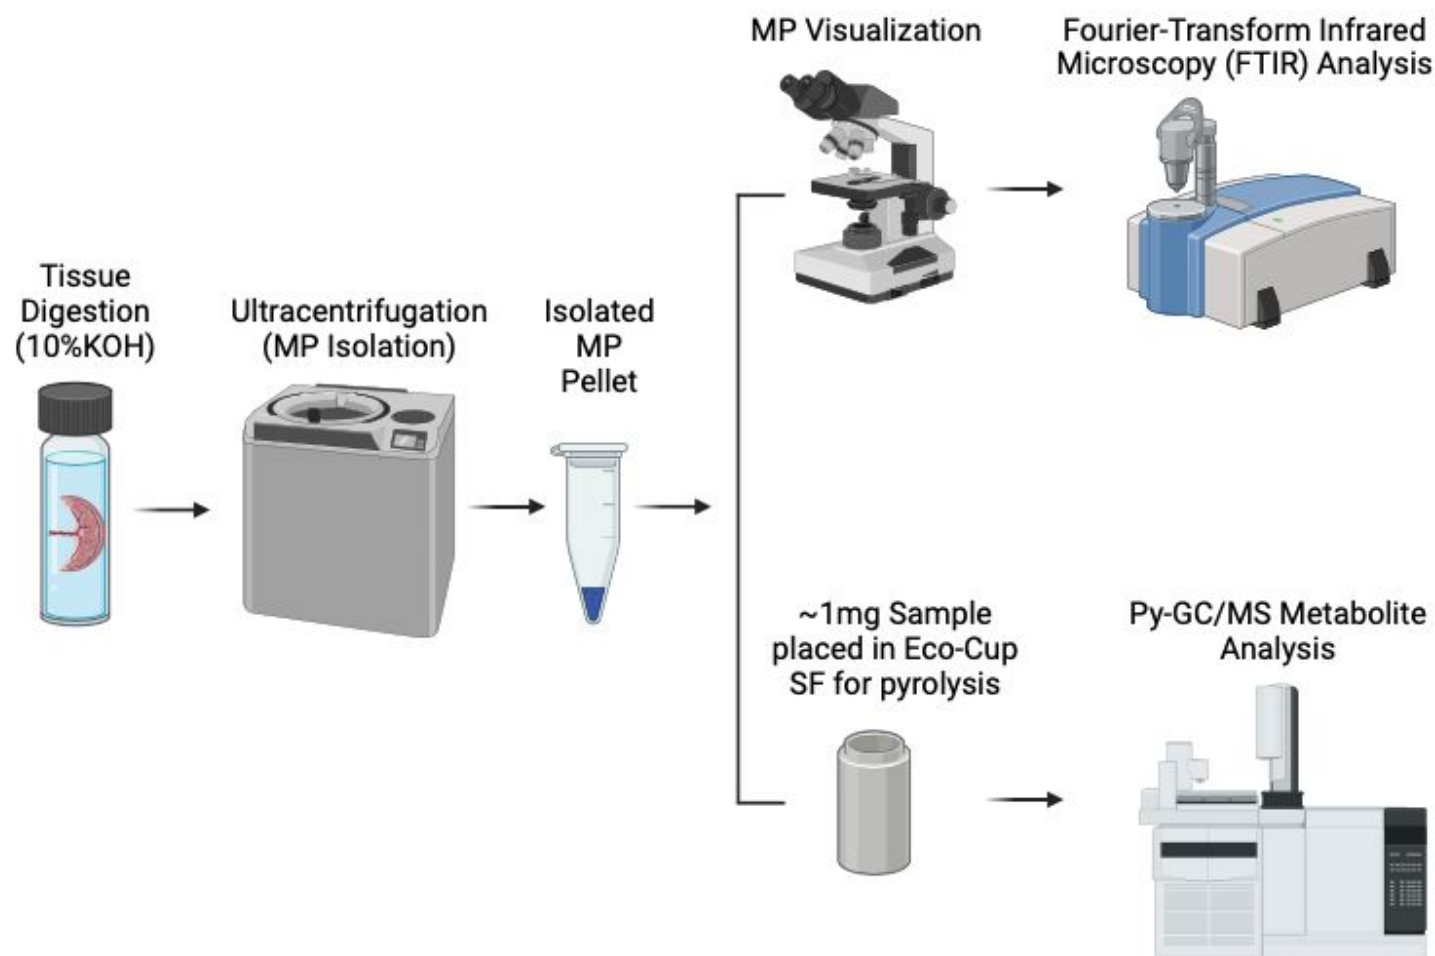 Tissue
Digestion
(10%KOH)
Ultracentrifugation
(MP Isolation)
Isolated
MP
Pellet
MP Visualization
Fourier-Transform Infrared
Microscopy (FTIR) Analysis
~1mg Sample
placed in Eco-Cup
SF for pyrolysis
Py-GC/MS Metabolite
Analysis